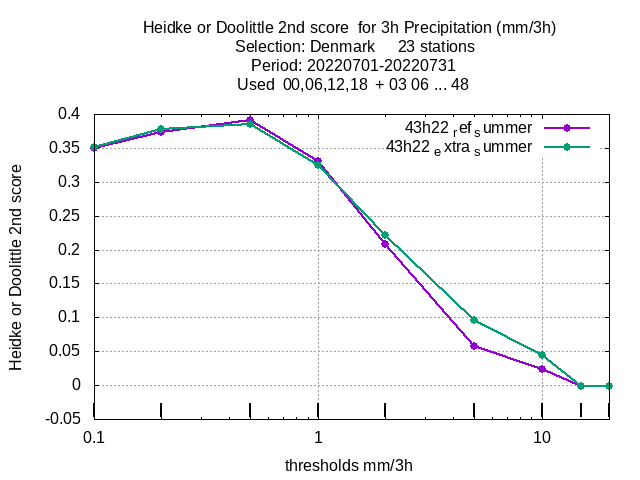 Heidke or Doolittle 2nd score  for 3h Precipitation (mm/3h)
Selection: Denmark     23 stations
Period: 20220701-20220731
Used  00,06,12,18  + 03 06 ... 48
43h22 ref summer
43h22 extra summer
0.4
0.35
0.3
0.25
0.2
0.15
0.1
0.05
0
-0.05
Heidke or Doolittle 2nd score
0.1 1 10
thresholds mm/3h